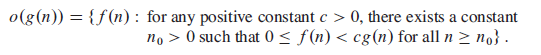 o(g(n)) = {f(n) : for any positive constant c > 0, there exists a constant
n₀ > 0 such that 0 ≤ f(n) < cg(n) for all n ≥ n₀} .